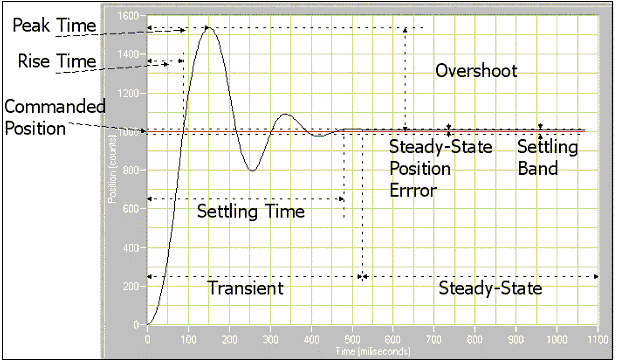 Peak Time
Rise Time
Commanded
Position
Overshoot
Steady-State
Position
Errror
Settling
Band
Settling Time
Transient
Steady-State
Position (counts)
1600
1400
1200
1000
800
600
400
200
0
0 100 200 300 400 500 600 700 800 900 1000 1100
Time (miliseconds)